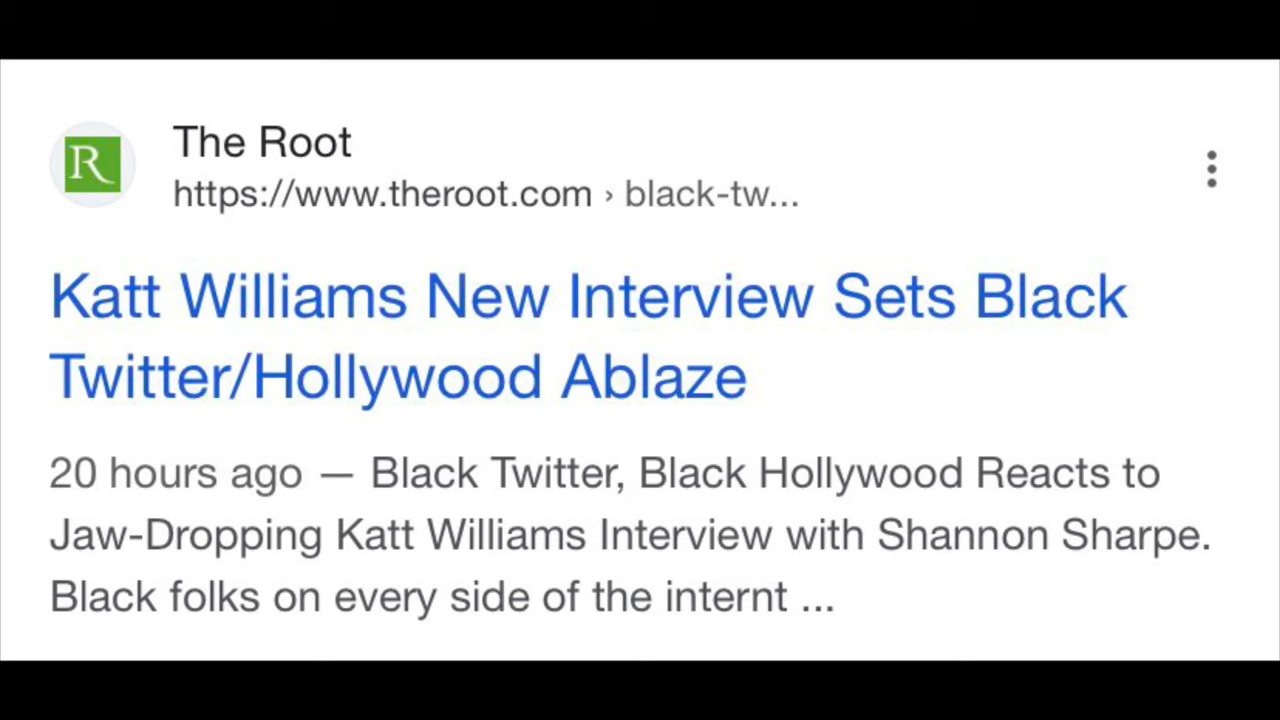 R
The Root
https://www.theroot.com › black-tw...
Katt Williams New Interview Sets Black
Twitter/Hollywood Ablaze
20 hours ago — Black Twitter, Black Hollywood Reacts to
Jaw-Dropping Katt Williams Interview with Shannon Sharpe.
Black folks on every side of the internt ...